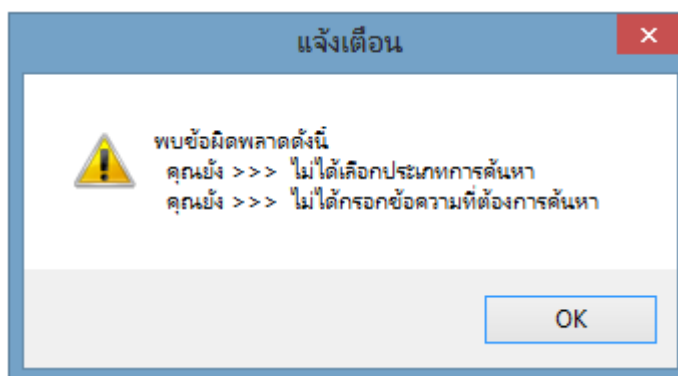 แจ้งเตือน
พบข้อผิดพลาดดังนี้
คุณยัง >>> ไม่ได้เลือกประเภทการค้นหา
คุณยัง >>> ไม่ได้กรอกข้อความที่ต้องการค้นหา
OK